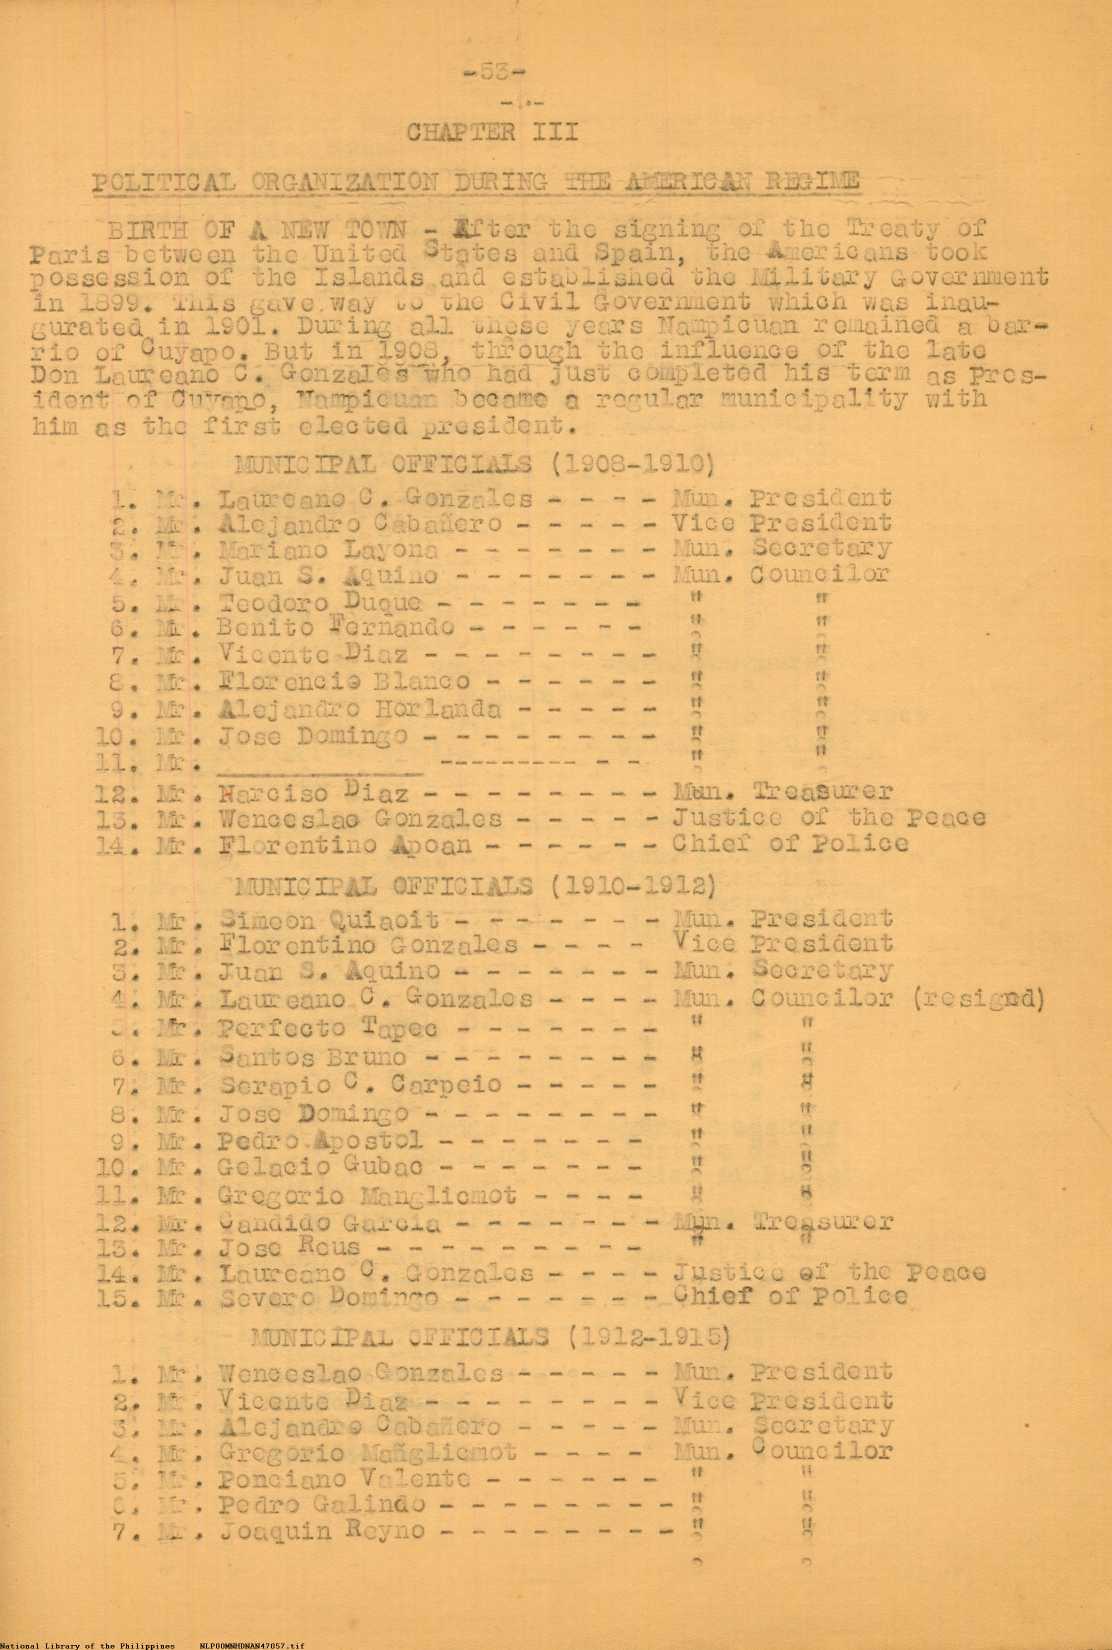 -53-
-.-
CHAPTER III
POLITICAL ORGANIZATION DURING THE AMERICAN REGIME
BIRTH OF A NEW TOWN - After the signing of the Treaty of
Paris between the United States and Spain, the Americans took
possession of the Islands and established the Military Government
in 1899. This gave way to the Civil Government which was inau-
gurated in 1901. During all these years Nampicuan remained a bar-
rio of Cuyapo. But in 1908, through the influence of the late
Don Laureano C. Gonzales who had just completed his term as Pres-
ident of Cuyapo, Nampicuan became a regular municipality with
him as the first elected president.
MUNICIPAL OFFICIALS (1908-1910)
1. Mr. Laureano C. Gonzales - - - - Mun. President
2. Mr. Alejandro Cabañero - - - - - Vice President
3. Mr. Mariano Layona - - - - - - - Mun. Secretary
4. Mr. Juan S. Aquino - - - - - - - Mun. Councilor
5. Mr. Teodoro Duque - - - - - - - " "
6. Mr. Benito Fernando - - - - - - " "
7. Mr. Vicente Diaz - - - - - - - - " "
8. Mr. Florencio Blanco - - - - - - " "
9. Mr. Alejandro Horlanda - - - - - " "
10. Mr. Jose Domingo - - - - - - - - " "
11. Mr. _____________ --------- - - " "
12. Mr. Narciso Diaz - - - - - - - - Mun. Treasurer
13. Mr. Wenceslao Gonzales - - - - - Justice of the Peace
14. Mr. Florentino Apoan - - - - - - Chief of Police
MUNICIPAL OFFICIALS (1910-1912)
1. Mr. Simeon Quiaoit - - - - - - - Mun. President
2. Mr. Florentino Gonzales - - - - Vice President
3. Mr. Juan S. Aquino - - - - - - - Mun. Secretary
4. Mr. Laureano C. Gonzales - - - - Mun. Councilor (resignd)
5. Mr. Perfecto Tapec - - - - - - - " "
6. Mr. Santos Bruno - - - - - - - - " "
7. Mr. Serapio C. Carpeio - - - - - " "
8. Mr. Jose Domingo - - - - - - - - " "
9. Mr. Pedro Apostol - - - - - - - " "
10. Mr. Gelacio Gubac - - - - - - - " "
11. Mr. Gregorio Mangliemot - - - - " "
12. Mr. Candido Garcia - - - - - - - Mun. Treasurer
13. Mr. Jose Reus - - - - - - - - - " "
14. Mr. Laureano C. Gonzales - - - - Justice of the Peace
15. Mr. Severo Domingo - - - - - - - Chief of Police
MUNICIPAL OFFICIALS (1912-1915)
1. Mr. Wenceslao Gonzales - - - - - Mun. President
2. Mr. Vicente Diaz - - - - - - - - Vice President
3. Mr. Alejandro Cabañero - - - - - Mun. Secretary
4. Mr. Gregorio Mañgliemot - - - - Mun. Councilor
5. Mr. Ponciano Valente - - - - - - " "
6. Mr. Pedro Galindo - - - - - - - - " "
7. Mr. Joaquin Reyno - - - - - - - - " "
National Library of the Philippines NLP00MNHDNAN47057.tif